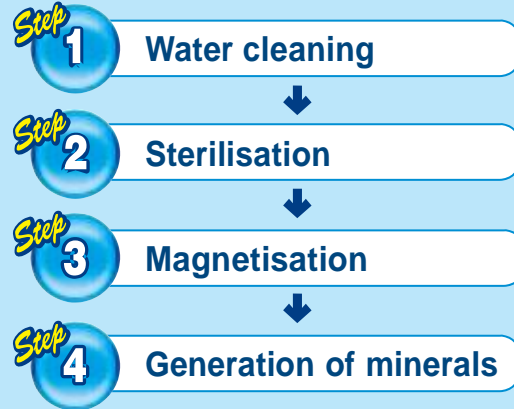 Step 1 Water cleaning
Step 2 Sterilisation
Step 3 Magnetisation
Step 4 Generation of minerals